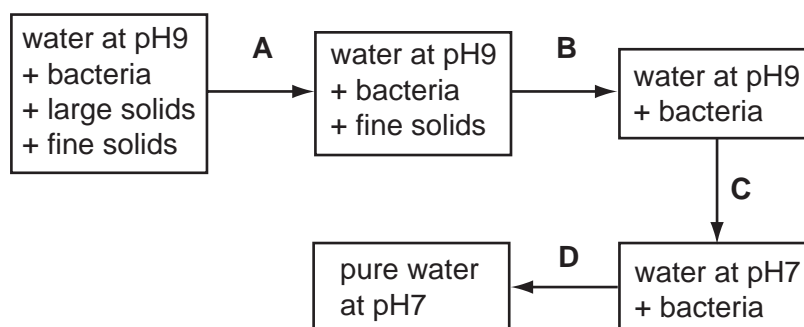 water at pH9
+ bacteria
+ large solids
+ fine solids
A
water at pH9
+ bacteria
+ fine solids
B
water at pH9
+ bacteria
C
water at pH7
+ bacteria
D
pure water
at pH7